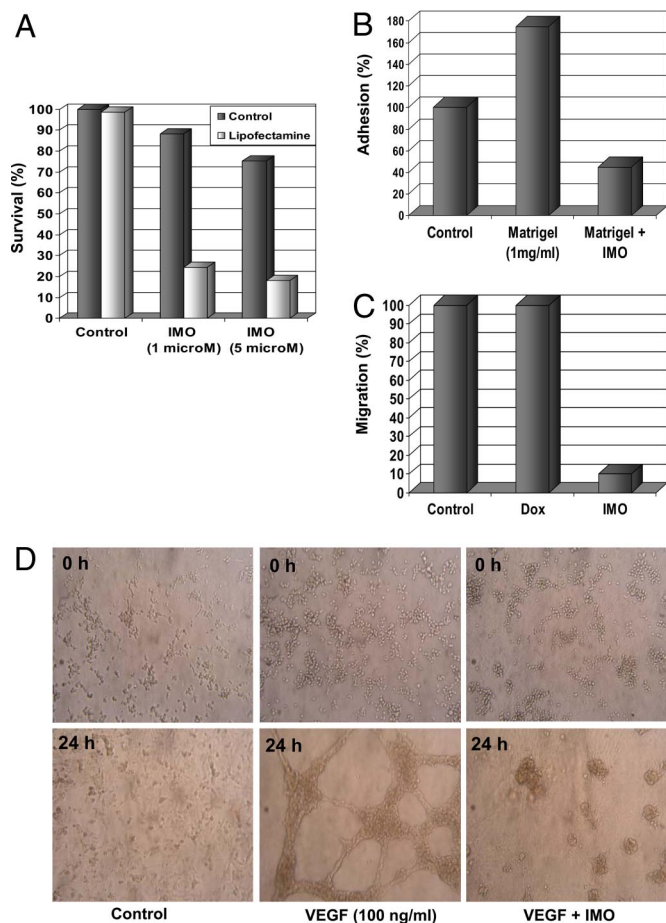 A
Survival (%)
100
90
80
70
60
50
40
30
20
10
0
Control
Lipofectamine
Control
IMO
(1 microM)
IMO
(5 microM)
B
Adhesion (%)
180
160
140
120
100
80
60
40
20
0
Control
Matrigel
(1mg/ml)
Matrigel +
IMO
C
Migration (%)
100
90
80
70
60
50
40
30
20
10
0
Control
Dox
IMO
D
0 h
0 h
0 h
24 h
24 h
24 h
Control
VEGF (100 ng/ml)
VEGF + IMO